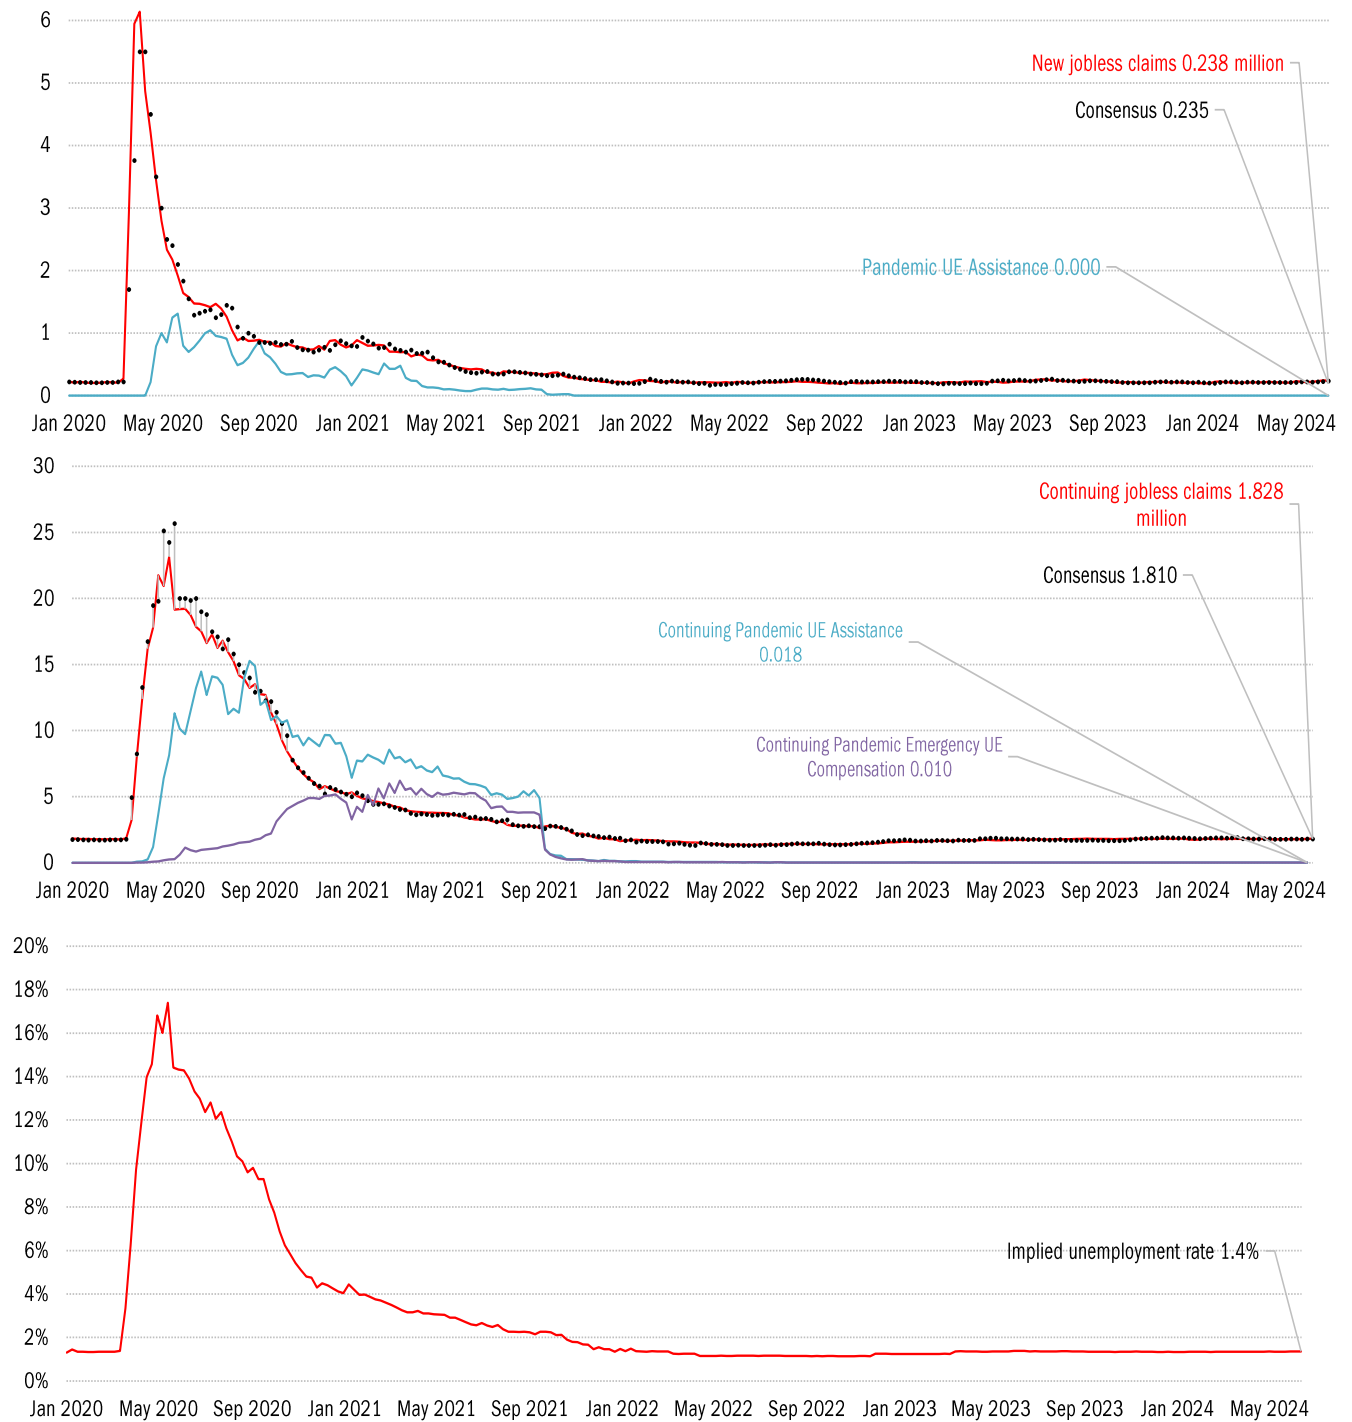 6
New jobless claims 0.238 million
5
Consensus 0.235
4
3
Pandemic UE Assistance 0.000
2
1
0
Jan 2020 May 2020 Sep 2020 Jan 2021 May 2021 Sep 2021 Jan 2022 May 2022 Sep 2022 Jan 2023 May 2023 Sep 2023 Jan 2024 May 2024
30
Continuing jobless claims 1.828
million
25
Consensus 1.810
20
Continuing Pandemic UE Assistance
0.018
15
10
Continuing Pandemic Emergency UE
Compensation 0.010
5
0
Jan 2020 May 2020 Sep 2020 Jan 2021 May 2021 Sep 2021 Jan 2022 May 2022 Sep 2022 Jan 2023 May 2023 Sep 2023 Jan 2024 May 2024
20%
18%
16%
14%
12%
10%
8%
6%
Implied unemployment rate 1.4%
4%
2%
0%
Jan 2020 May 2020 Sep 2020 Jan 2021 May 2021 Sep 2021 Jan 2022 May 2022 Sep 2022 Jan 2023 May 2023 Sep 2023 Jan 2024 May 2024